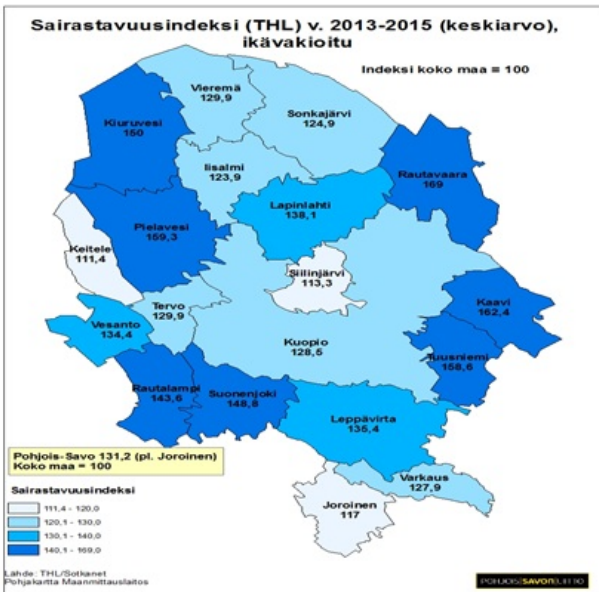 Sairastavuusindeksi (THL) v. 2013-2015 (keskiarvo),
ikävakioitu
Indeksi koko maa = 100
Vieremä
129,9
Sonkajärvi
124,9
Kiuruvesi
150
Iisalmi
123,9
Rautavaara
169
Lapinlahti
138,1
Pielavesi
159,3
Keitele
111,4
Siilinjärvi
113,3
Kaavi
162,4
Tervo
129,9
Vesanto
134,4
Kuopio
128,5
Tuusniemi
158,6
Rautalampi
143,6
Suonenjoki
148,8
Leppävirta
135,4
Varkaus
127,9
Joroinen
117
Pohjois-Savo 131,2 (pl. Joroinen)
Koko maa = 100
Sairastavuusindeksi
111,4 - 120,0
120,1 - 130,0
130,1 - 140,0
140,1 - 169,0
Lähde: THL/Sotkanet
Pohjakartta Maanmittauslaitos
POHJOIS|SAVON|LIITTO